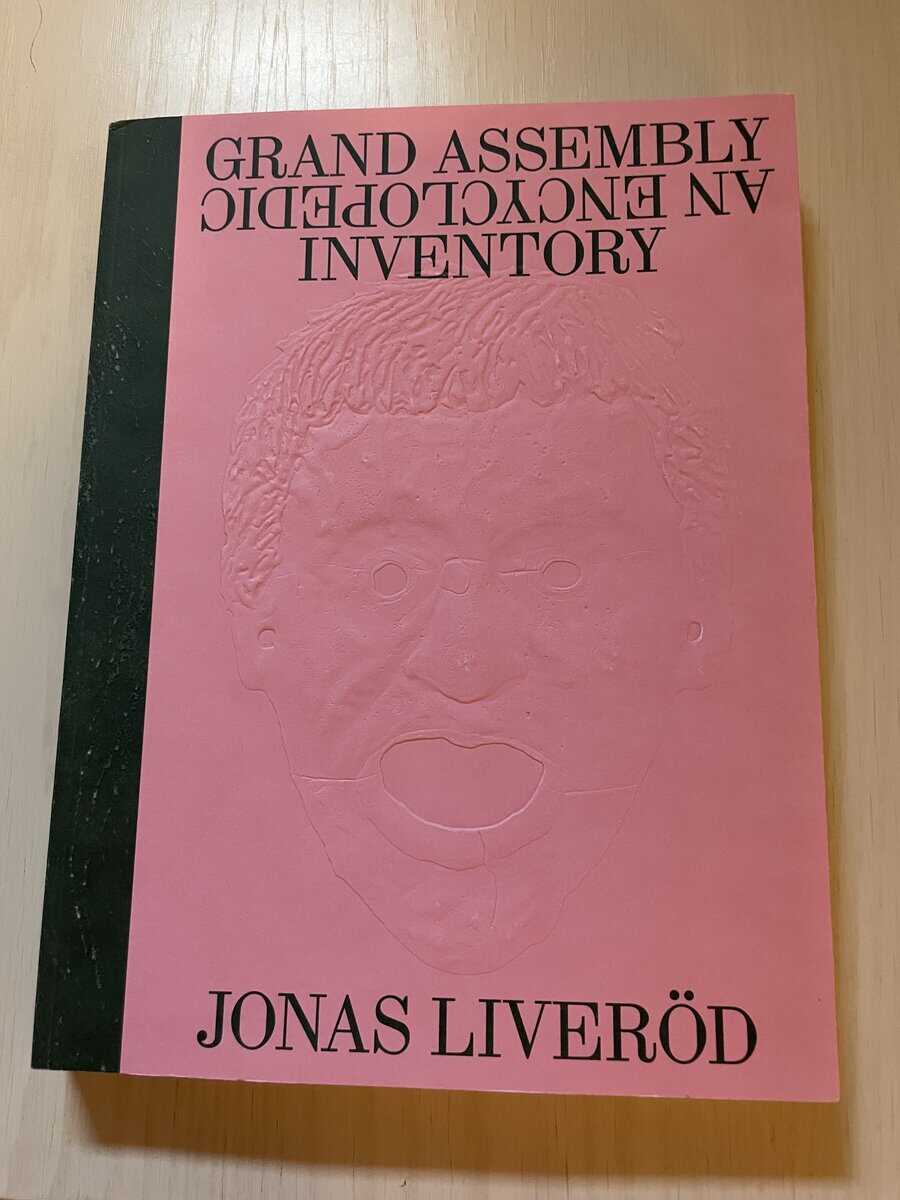 GRAND ASSEMBLY
AN ENCYCLOPEDIC
INVENTORY
JONAS LIVERÖD